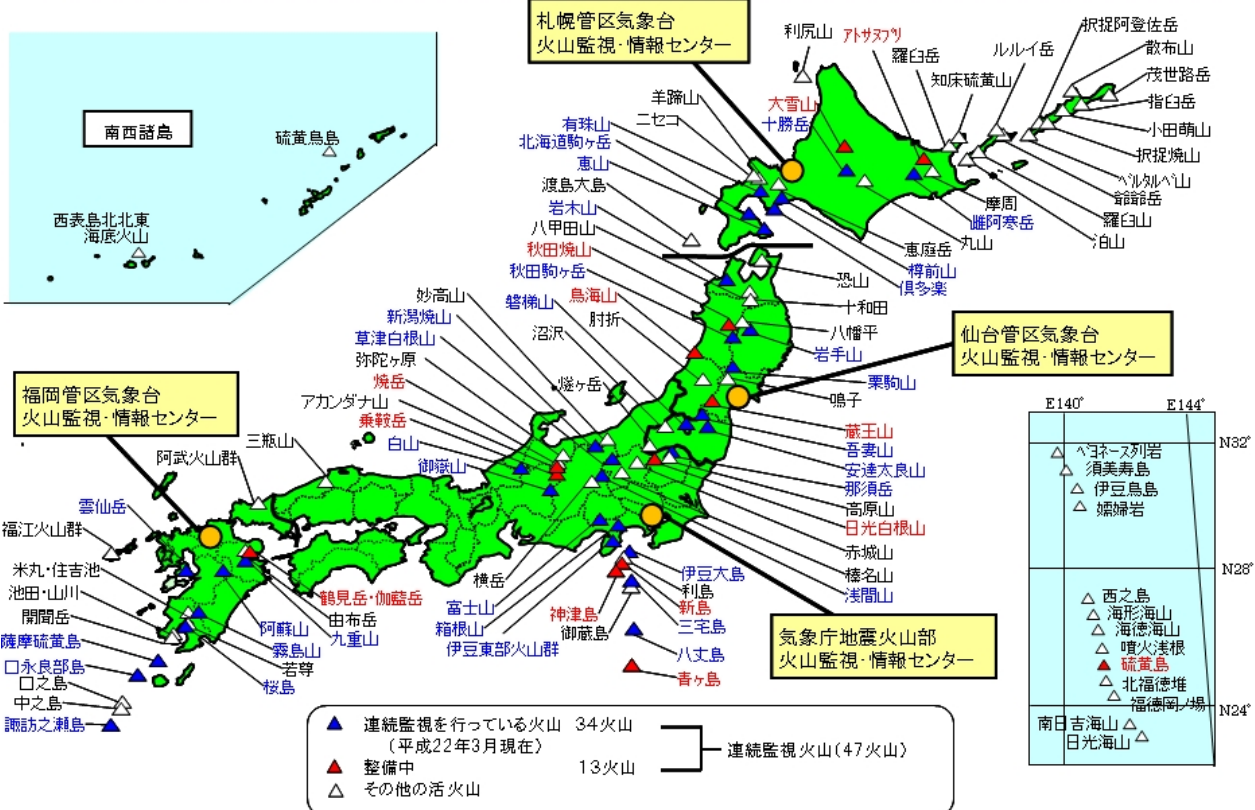 札幌管区気象台
火山監視・情報センター
利尻山
アトサヌプリ
羅臼岳
知床硫黄山
ルルイ岳
択捉阿登佐岳
散布山
茂世路岳
指臼岳
小田萌山
択捉焼山
ベルタルベ山
爺爺岳
羅臼山
泊山
南西諸島
硫黄鳥島
西表島北北東
海底火山
羊蹄山
ニセコ
大雪山
十勝岳
有珠山
北海道駒ヶ岳
恵山
渡島大島
岩木山
八甲田山
秋田焼山
秋田駒ヶ岳
鳥海山
肘折
磐梯山
沼沢
燧ヶ岳
摩周
雌阿寒岳
丸山
恵庭岳
樽前山
倶多楽
恐山
十和田
八幡平
岩手山
栗駒山
鳴子
仙台管区気象台
火山監視・情報センター
妙高山
新潟焼山
草津白根山
弥陀ヶ原
焼岳
アカンダナ山
乗鞍岳
白山
御嶽山
蔵王山
吾妻山
安達太良山
那須岳
高原山
日光白根山
赤城山
榛名山
浅間山
福岡管区気象台
火山監視・情報センター
三瓶山
阿武火山群
雲仙岳
福江火山群
米丸・住吉池
池田・山川
開聞岳
薩摩硫黄島
口永良部島
口之島
中之島
諏訪之瀬島
鶴見岳・伽藍岳
由布岳
九重山
阿蘇山
霧島山
若尊
桜島
横岳
富士山
箱根山
伊豆東部火山群
伊豆大島
利島
新島
神津島
御蔵島
三宅島
八丈島
青ヶ島
気象庁地震火山部
火山監視・情報センター
E140° E144°
N32°
N28°
N24°
ベヨネース列岩
須美寿島
伊豆鳥島
孀婦岩
西之島
海形海山
海徳海山
噴火浅根
硫黄島
北福徳堆
福徳岡ノ場
南日吉海山
日光海山
連続監視を行っている火山 34火山
(平成22年3月現在)
連続監視火山(47火山)
整備中 13火山
その他の活火山